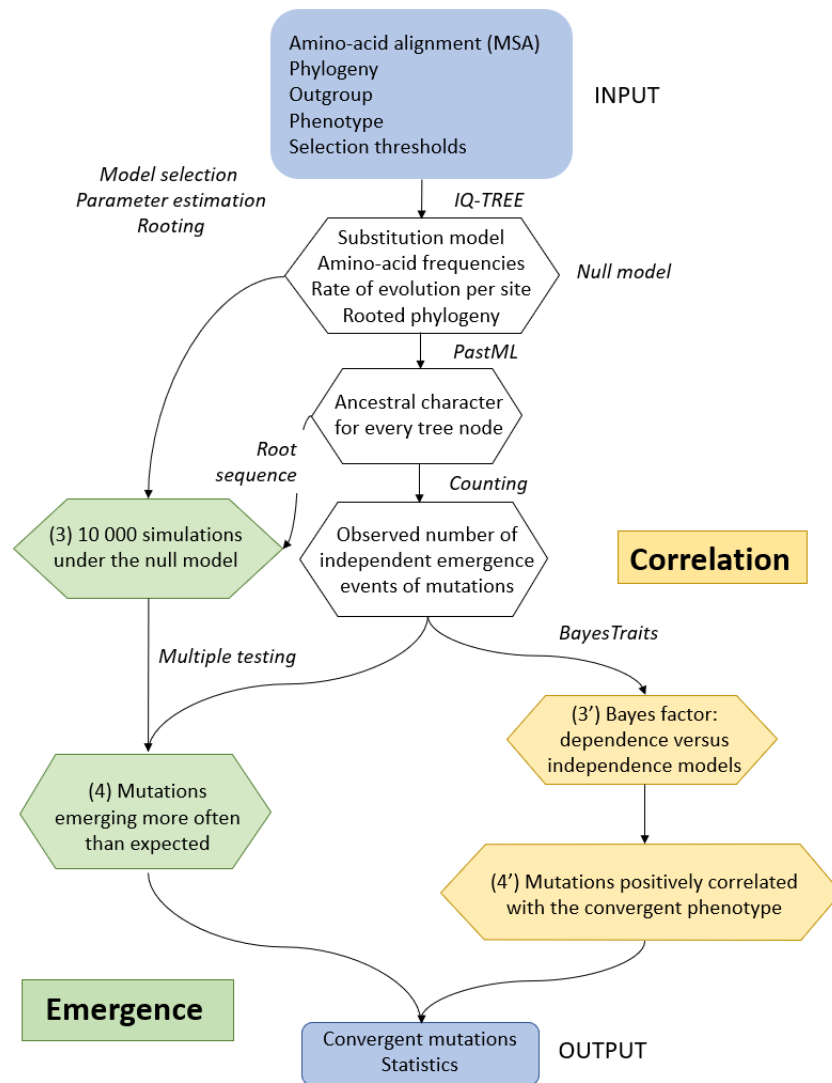 Amino-acid alignment (MSA)
Phylogeny
Outgroup
Phenotype
Selection thresholds
INPUT
Model selection
Parameter estimation
Rooting
IQ-TREE
Substitution model
Amino-acid frequencies
Rate of evolution per site
Rooted phylogeny
Null model
PastML
Ancestral character
for every tree node
Root
sequence
Counting
(3) 10 000 simulations
under the null model
Observed number of
independent emergence
events of mutations
Correlation
Multiple testing
BayesTraits
(3’) Bayes factor:
dependence versus
independence models
(4) Mutations
emerging more often
than expected
(4’) Mutations positively correlated
with the convergent phenotype
Emergence
Convergent mutations
Statistics
OUTPUT